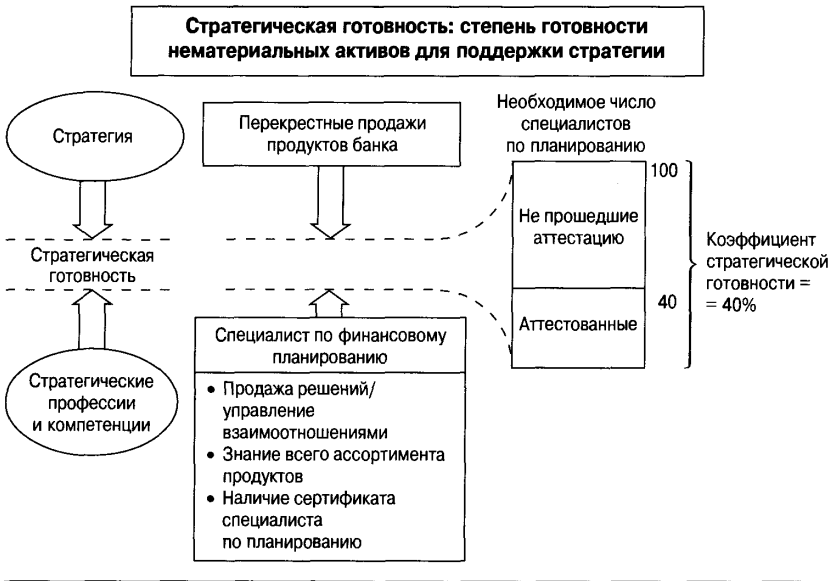 Стратегическая готовность: степень готовности
нематериальных активов для поддержки стратегии
Стратегия
Перекрестные продажи
продуктов банка
Необходимое число
специалистов
по планированию
100
Не прошедшие
аттестацию
Стратегическая
готовность
Коэффициент
стратегической
готовности =
= 40%
40
Аттестованные
Стратегические
профессии
и компетенции
Специалист по финансовому
планированию
• Продажа решений/
управление
взаимоотношениями
• Знание всего ассортимента
продуктов
• Наличие сертификата
специалиста
по планированию